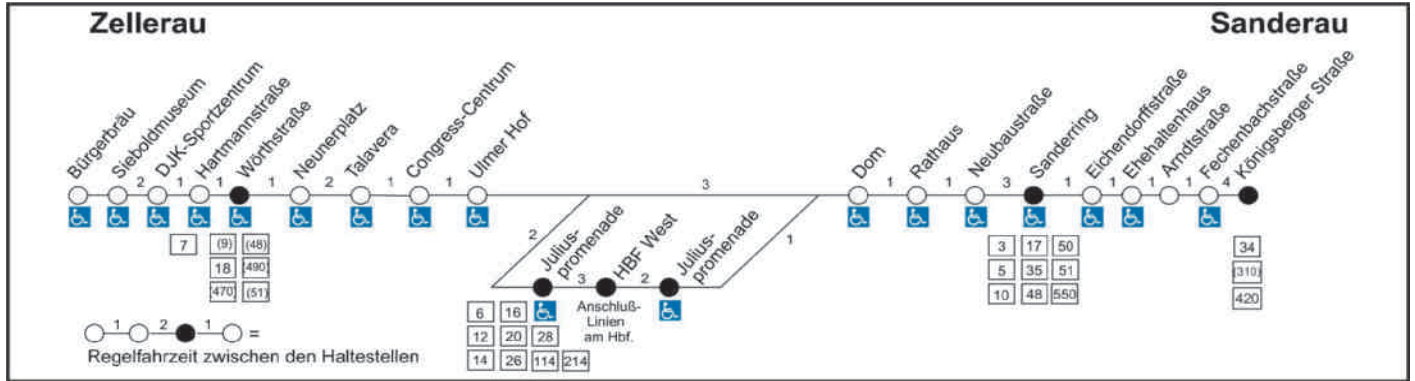 Zellerau
Sanderau
Bürgerbräu
Sieboldmuseum
DJK-Sportzentrum
Hartmannstraße
Wörthstraße
Neunerplatz
Talavera
Congress-Centrum
Ulmer Hof
Dom
Rathaus
Neubaustraße
Sanderring
Eichendorffstraße
Ehehaltenhaus
Arndtstraße
Fechenbachstraße
Königsberger Straße
2 1 1 1 2 1 1 3 1 1 3 1 1 1 1 4
7
(9) (48)
18 (490)
(470) (51)
2
Julius-
promenade
3
HBF West
2
Julius-
promenade
1
Anschluß-
Linien
am Hbf.
6 16
12 20 28
14 26 114 214
3 17 50
5 35 51
10 48 550
34
(310)
420
1 2 1
=
Regelfahrzeit zwischen den Haltestellen